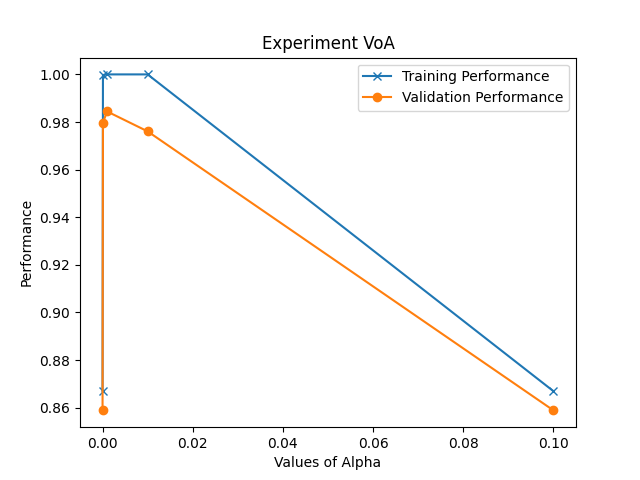 Experiment VoA
Training Performance
Validation Performance
Performance
1.00
0.98
0.96
0.94
0.92
0.90
0.88
0.86
0.00 0.02 0.04 0.06 0.08 0.10
Values of Alpha